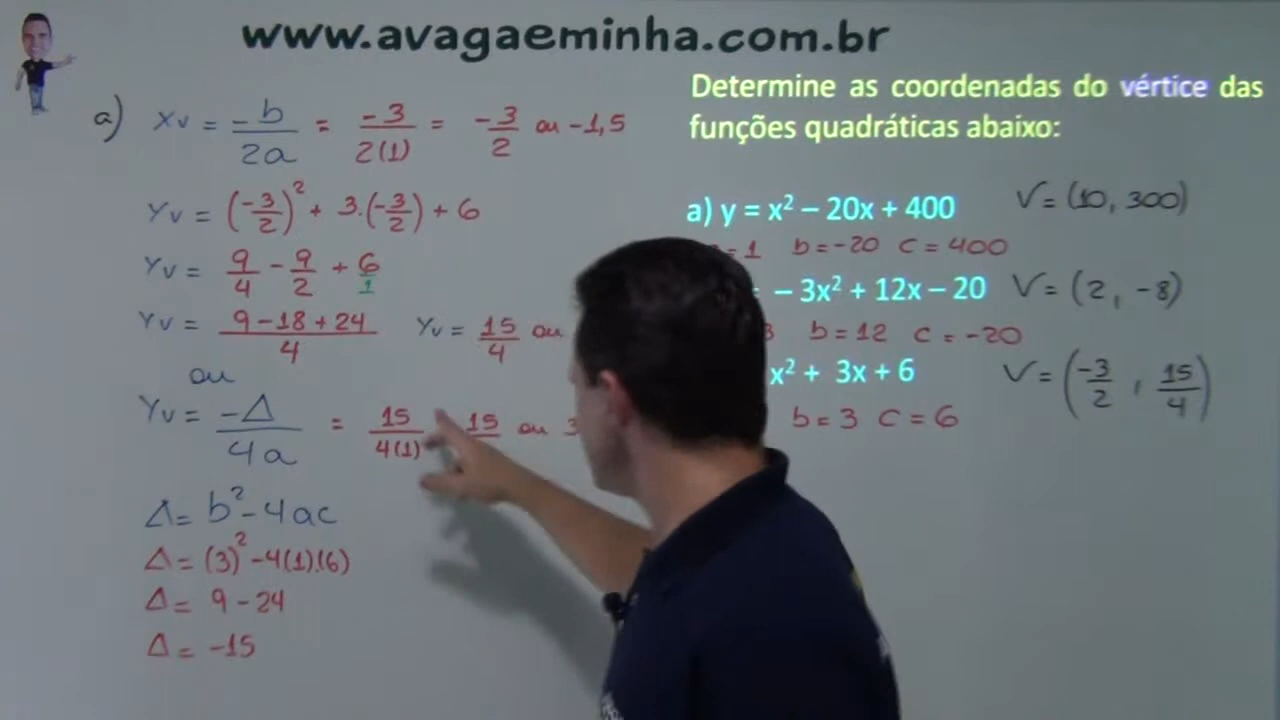 www.avagaeminha.com.br
Determine as coordenadas do vértice das
funções quadráticas abaixo:
a) Xv = -b/2a = -3/2(1) = -3/2 ou -1,5
Yv = (-3/2)² + 3.(-3/2) + 6
Yv = 9/4 - 9/2 + 6/1
Yv = 9-18+24/4 Yv = 15/4 ou
ou
Yv = -Δ/4a = 15/4(1) 15 ou 3
Δ = b² - 4ac
Δ = (3)² - 4(1).(6)
Δ = 9 - 24
Δ = -15
a) y = x² – 20x + 400 V = (10, 300)
= 1 b = -20 c = 400
= – 3x² + 12x – 20 V = (2, -8)
3 b = 12 c = -20
x² + 3x + 6 V = (-3/2, 15/4)
b = 3 c = 6